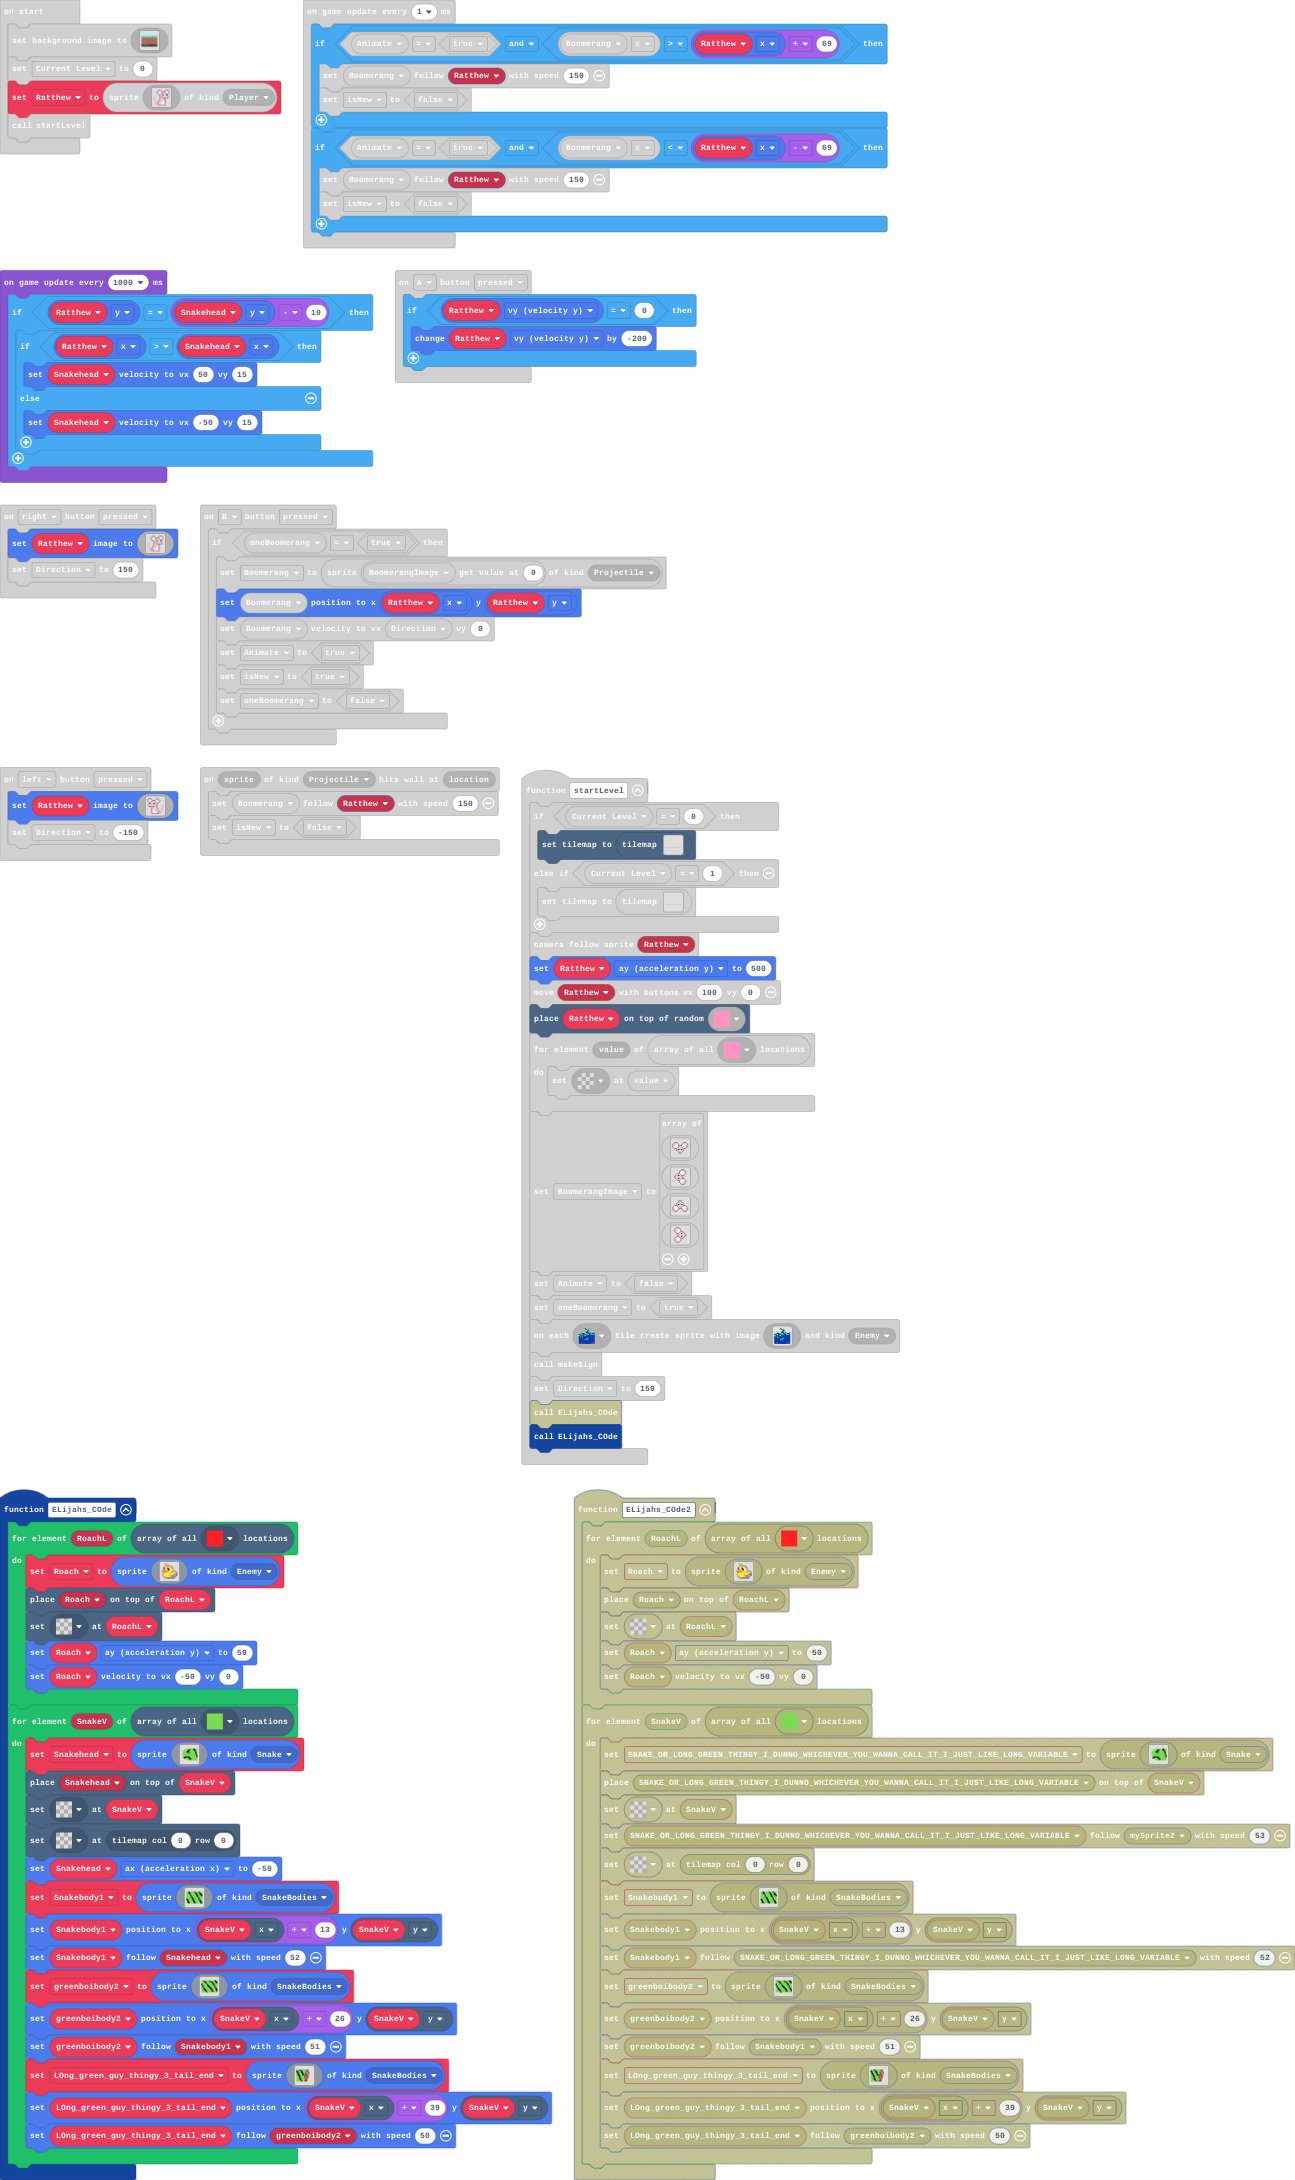 on start
set background image to
set Current Level to 0
set Ratthew to sprite of kind Player
call startLevel
on game update every 1 ms
if Animate = true and Boomerang x > Ratthew x + 69 then
set Boomerang follow Ratthew with speed 150
set isNew to false
if Animate = true and Boomerang x < Ratthew x - 69 then
set Boomerang follow Ratthew with speed 150
set isNew to false
on game update every 1000 ms
if Ratthew y = Snakehead y - 10 then
if Ratthew x > Snakehead x then
set Snakehead velocity to vx 50 vy 15
else
set Snakehead velocity to vx -50 vy 15
on A button pressed
if Ratthew vy (velocity y) = 0 then
change Ratthew vy (velocity y) by -200
on right button pressed
set Ratthew image to
set Direction to 150
on B button pressed
if oneBoomerang = true then
set Boomerang to sprite BoomerangImage get value at 0 of kind Projectile
set Boomerang position to x Ratthew x y Ratthew y
set Boomerang velocity to vx Direction vy 0
set Animate to true
set isNew to true
set oneBoomerang to false
on left button pressed
set Ratthew image to
set Direction to -150
on sprite of kind Projectile hits wall at location
set Boomerang follow Ratthew with speed 150
set isNew to false
function startLevel
if Current Level = 0 then
set tilemap to tilemap
else if Current Level = 1 then
set tilemap to tilemap
camera follow sprite Ratthew
set Ratthew ay (acceleration y) to 500
move Ratthew with buttons vx 100 vy 0
place Ratthew on top of random
for element value of array of all locations
do
set at value
array of
set BoomerangImage to
set Animate to false
set oneBoomerang to true
on each tile create sprite with image and kind Enemy
call makeSign
set Direction to 150
call ELijahs_COde
call ELijahs_COde
function ELijahs_COde
for element RoachL of array of all locations
do
set Roach to sprite of kind Enemy
place Roach on top of RoachL
set at RoachL
set Roach ay (acceleration y) to 50
set Roach velocity to vx -50 vy 0
for element SnakeV of array of all locations
do
set Snakehead to sprite of kind Snake
place Snakehead on top of SnakeV
set at SnakeV
set at tilemap col 0 row 0
set Snakehead ax (acceleration x) to -50
set Snakebody1 to sprite of kind SnakeBodies
set Snakebody1 position to x SnakeV x + 13 y SnakeV y
set Snakebody1 follow Snakehead with speed 52
set greenboibody2 to sprite of kind SnakeBodies
set greenboibody2 position to x SnakeV x + 26 y SnakeV y
set greenboibody2 follow Snakebody1 with speed 51
set LOng_green_guy_thingy_3_tail_end to sprite of kind SnakeBodies
set LOng_green_guy_thingy_3_tail_end position to x SnakeV x + 39 y SnakeV y
set LOng_green_guy_thingy_3_tail_end follow greenboibody2 with speed 50
function ELijahs_COde2
for element RoachL of array of all locations
do
set Roach to sprite of kind Enemy
place Roach on top of RoachL
set at RoachL
set Roach ay (acceleration y) to 50
set Roach velocity to vx -50 vy 0
for element SnakeV of array of all locations
do
set SNAKE_OR_LONG_GREEN_THINGY_I_DUNNO_WHICHEVER_YOU_WANNA_CALL_IT_I_JUST_LIKE_LONG_VARIABLE to sprite of kind Snake
place SNAKE_OR_LONG_GREEN_THINGY_I_DUNNO_WHICHEVER_YOU_WANNA_CALL_IT_I_JUST_LIKE_LONG_VARIABLE on top of SnakeV
set at SnakeV
set SNAKE_OR_LONG_GREEN_THINGY_I_DUNNO_WHICHEVER_YOU_WANNA_CALL_IT_I_JUST_LIKE_LONG_VARIABLE follow mySprite2 with speed 53
set at tilemap col 0 row 0
set Snakebody1 to sprite of kind SnakeBodies
set Snakebody1 position to x SnakeV x + 13 y SnakeV y
set Snakebody1 follow SNAKE_OR_LONG_GREEN_THINGY_I_DUNNO_WHICHEVER_YOU_WANNA_CALL_IT_I_JUST_LIKE_LONG_VARIABLE with speed 52
set greenboibody2 to sprite of kind SnakeBodies
set greenboibody2 position to x SnakeV x + 26 y SnakeV y
set greenboibody2 follow Snakebody1 with speed 51
set LOng_green_guy_thingy_3_tail_end to sprite of kind SnakeBodies
set LOng_green_guy_thingy_3_tail_end position to x SnakeV x + 39 y SnakeV y
set LOng_green_guy_thingy_3_tail_end follow greenboibody2 with speed 50